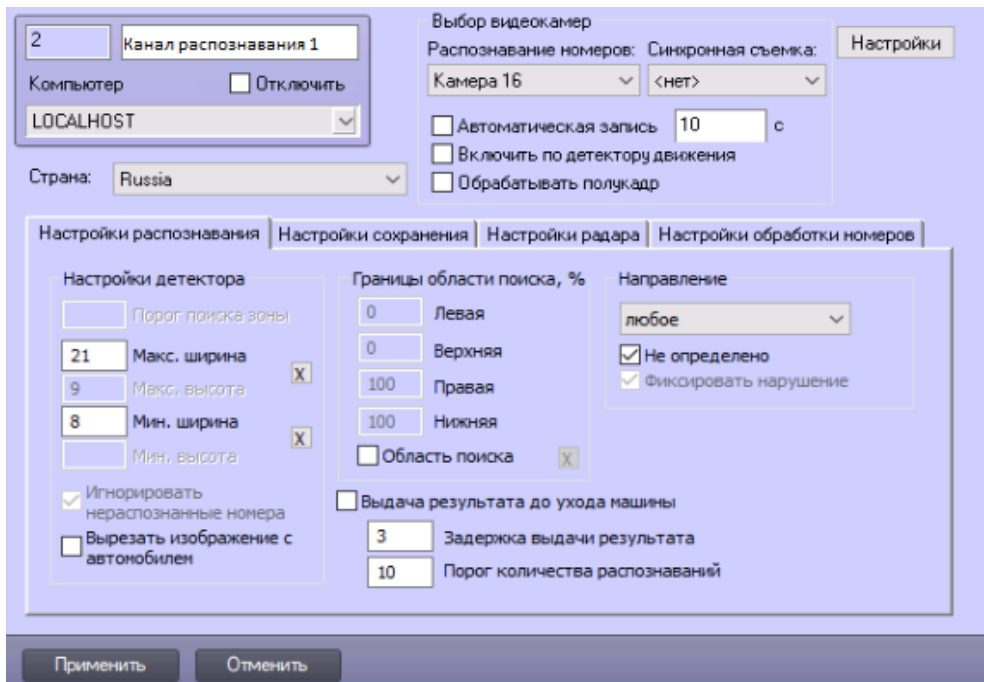 2
Канал распознавания 1
Компьютер
Отключить
LOCALHOST
Страна:
Russia
Выбор видеокамер
Распознавание номеров:
Синхронная съемка:
Камера 16
<нет>
Автоматическая запись
10
с
Включить по детектору движения
Обрабатывать полукадр
Настройки
Настройки распознавания
Настройки сохранения
Настройки радара
Настройки обработки номеров
Настройки детектора
Порог поиска зоны
21
Макс. ширина
X
9
Макс. высота
8
Мин. ширина
X
Мин. высота
Игнорировать
нераспознанные номера
Вырезать изображение с
автомобилем
Границы области поиска, %
0
Левая
0
Верхняя
100
Правая
100
Нижняя
Область поиска
X
Направление
любое
Не определено
Фиксировать нарушение
Выдача результата до ухода машины
3
Задержка выдачи результата
10
Порог количества распознаваний
Применить
Отменить